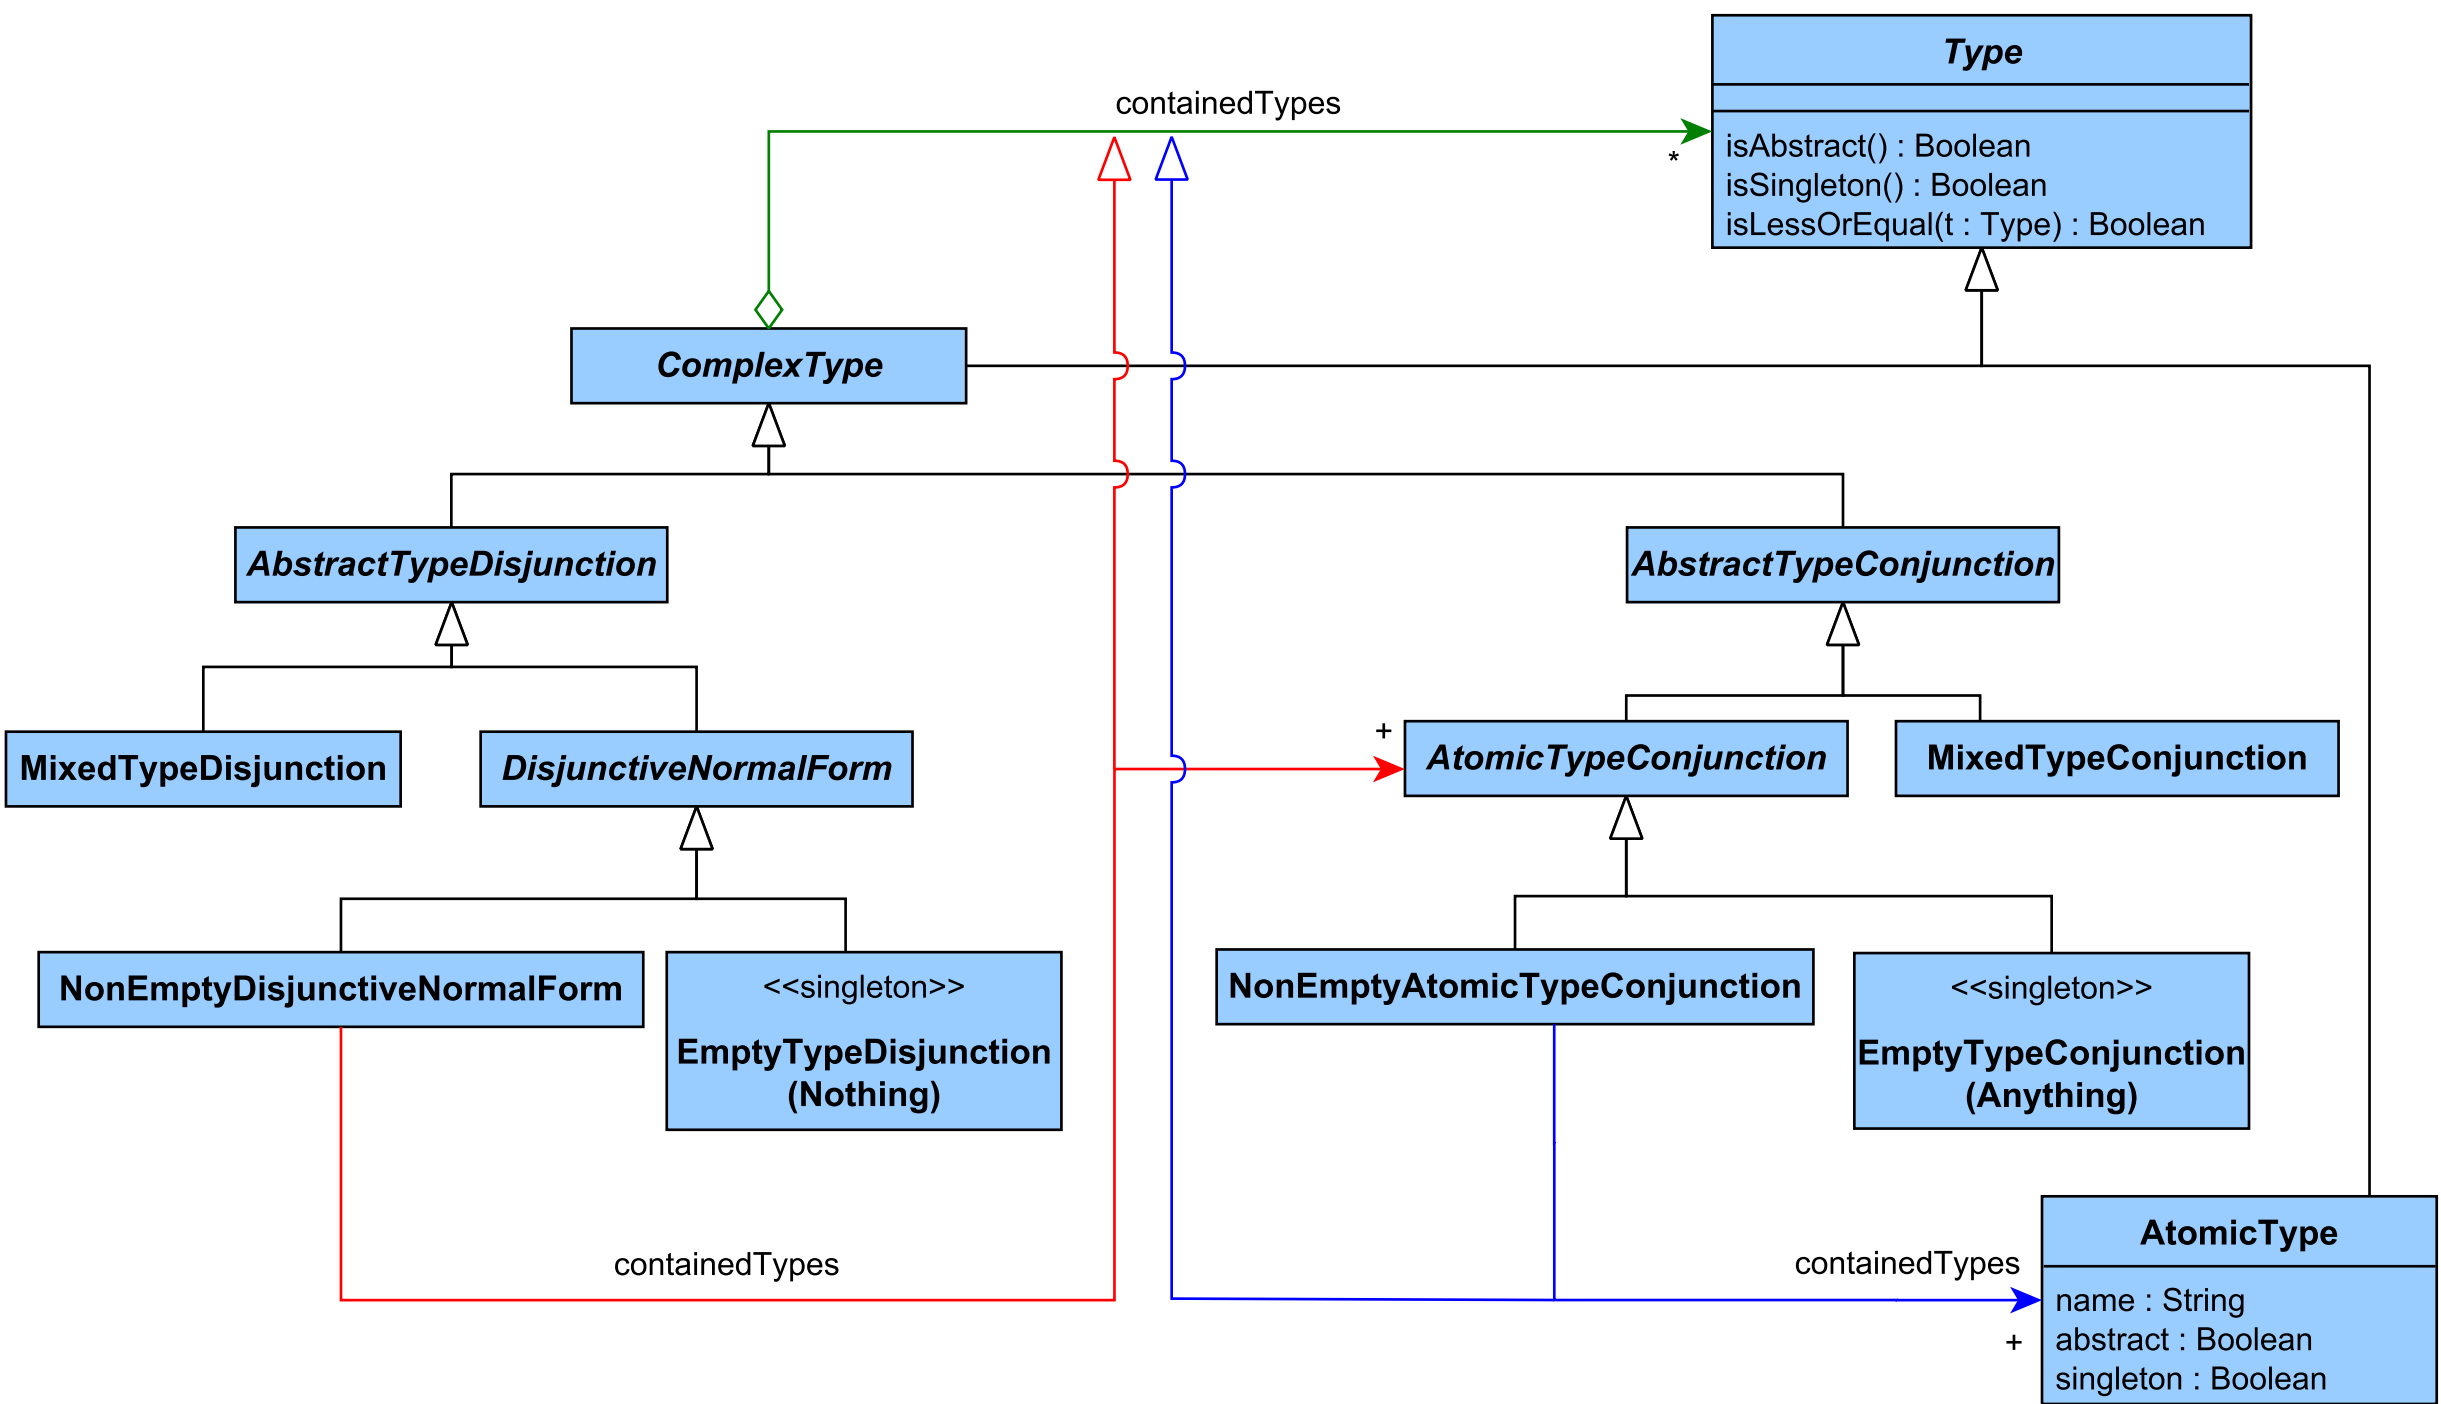 Type
containedTypes
*
isAbstract() : Boolean
isSingleton() : Boolean
isLessOrEqual(t : Type) : Boolean
ComplexType
AbstractTypeDisjunction
AbstractTypeConjunction
+
MixedTypeDisjunction
DisjunctiveNormalForm
AtomicTypeConjunction
MixedTypeConjunction
NonEmptyDisjunctiveNormalForm
<<singleton>>
EmptyTypeDisjunction
(Nothing)
NonEmptyAtomicTypeConjunction
<<singleton>>
EmptyTypeConjunction
(Anything)
containedTypes
containedTypes
+
AtomicType
name : String
abstract : Boolean
singleton : Boolean